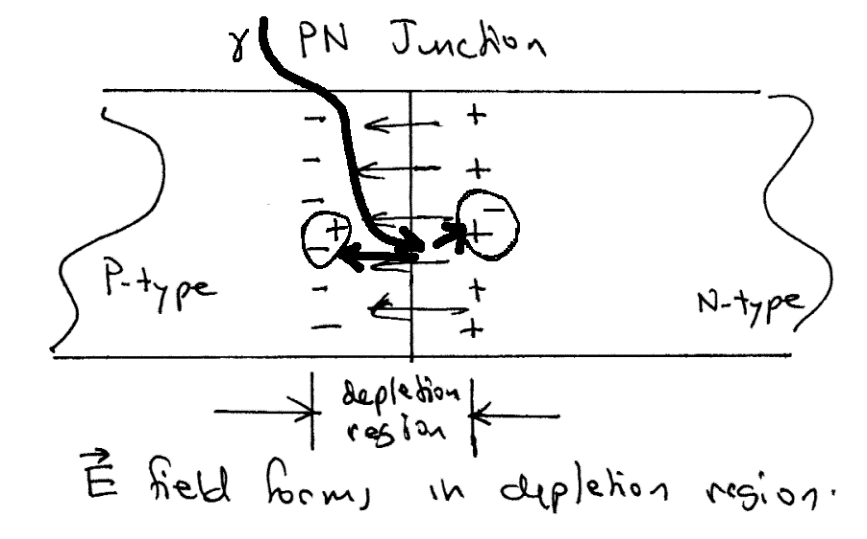 γ PN Junction
- +
- +
-
+ - - +
P-type N-type
- +
- +
depletion
region
E field forms in depletion region.